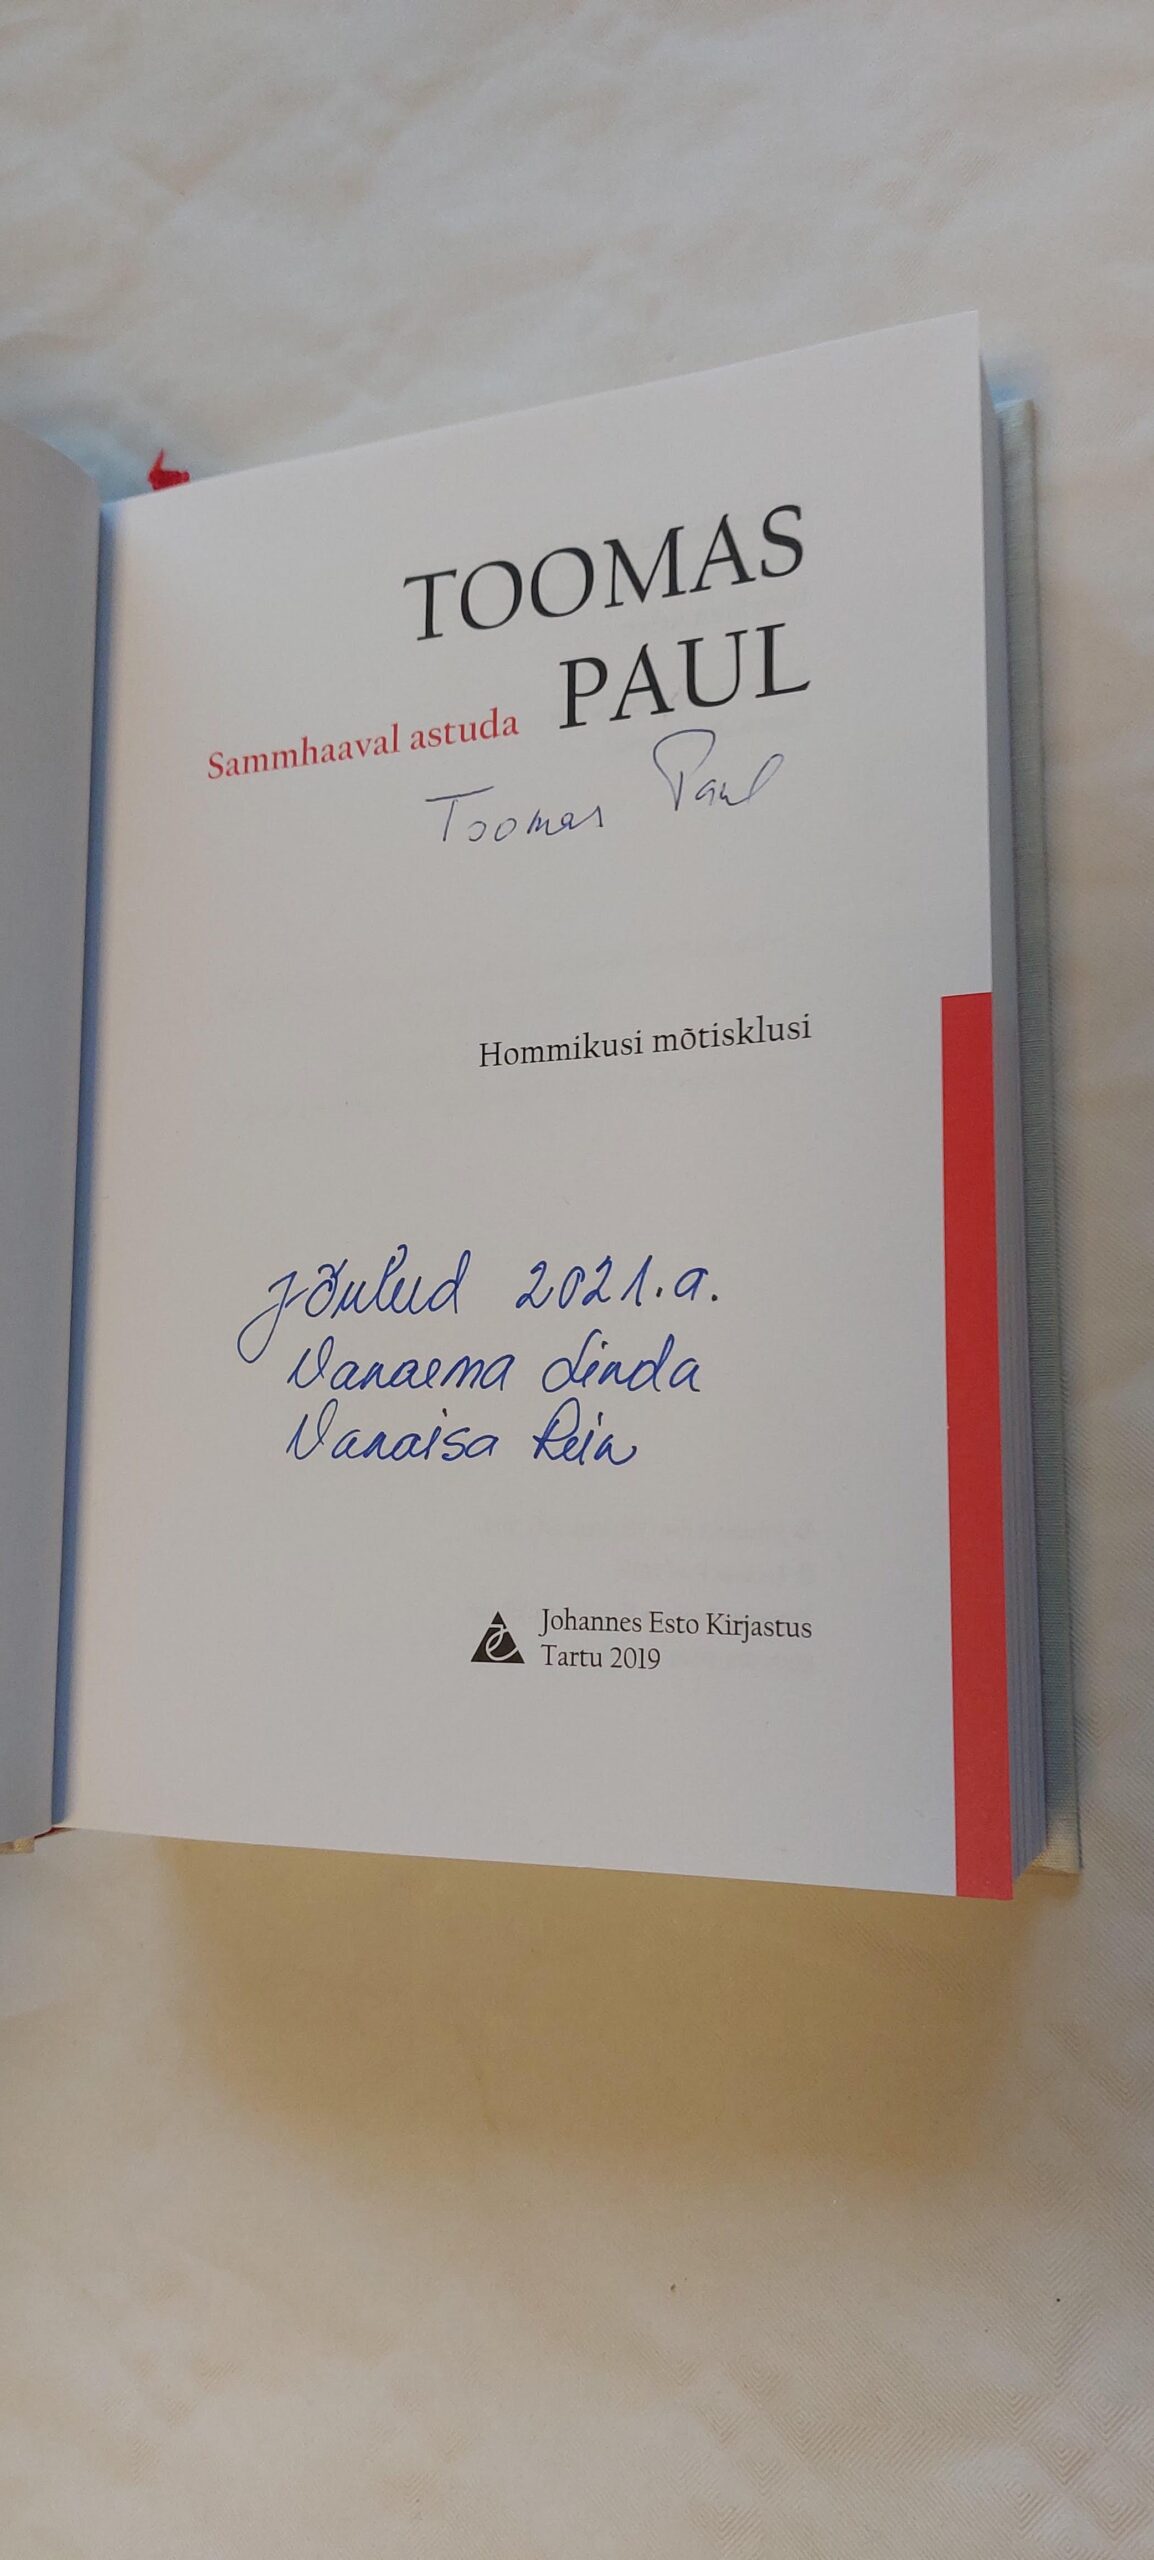 TOOMAS
PAUL
Sammhaaval astuda
Toomas Paul
Hommikusi mõtisklusi
Jõulud 2021.a.
Vanaema Linda
Vanaisa Rein
Johannes Esto Kirjastus
Tartu 2019